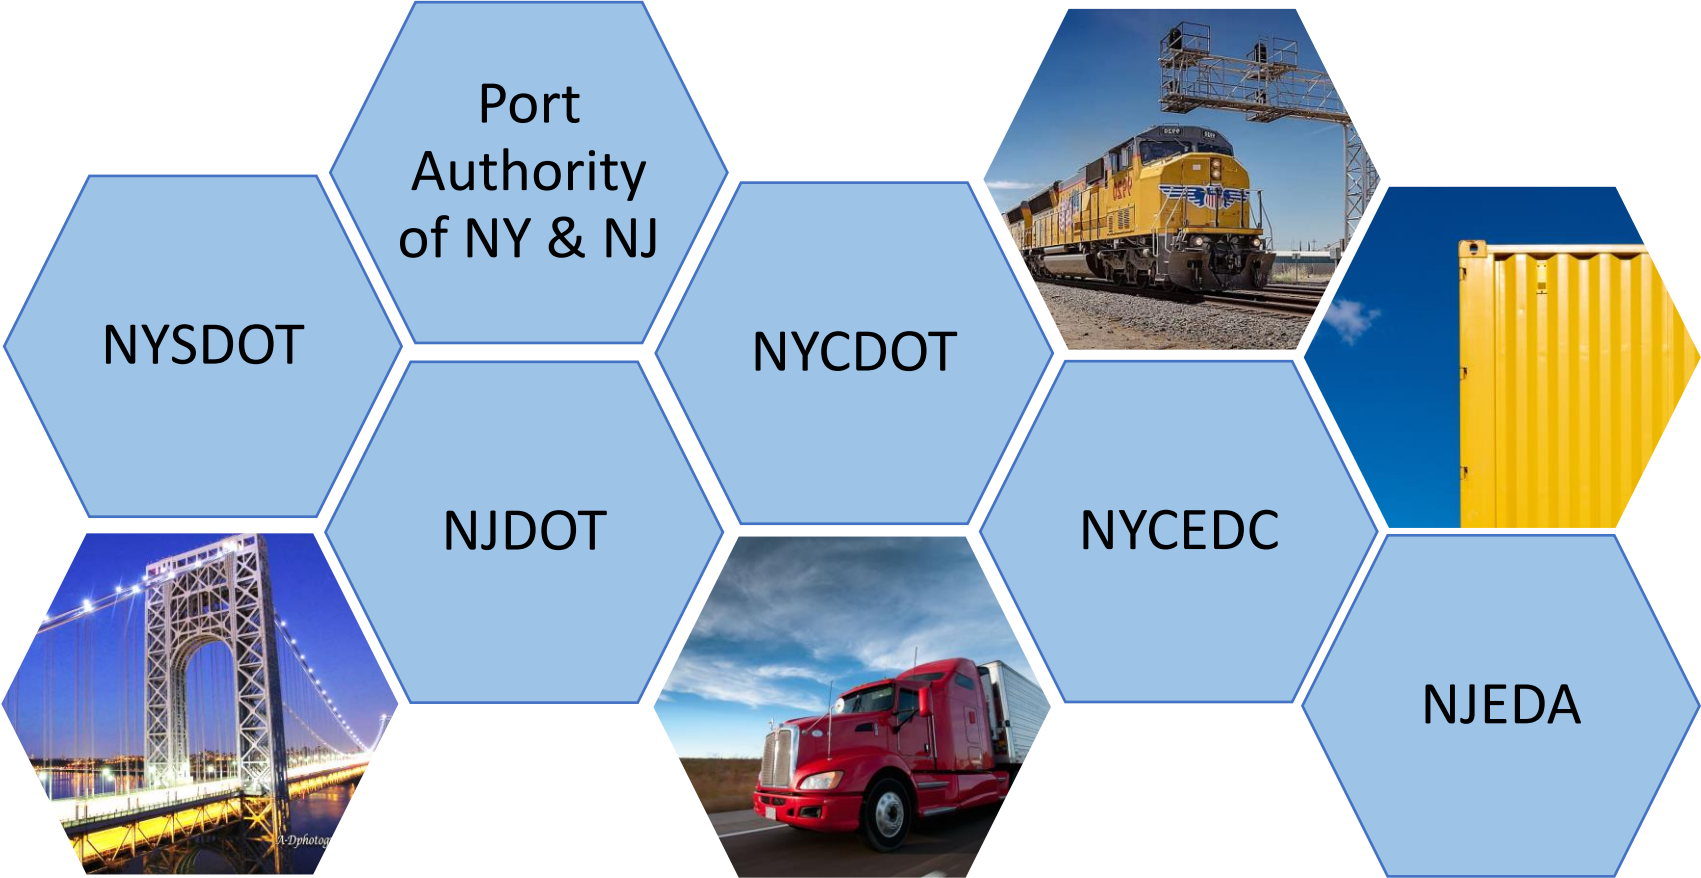 Port
Authority
of NY & NJ
NYSDOT
NYCDOT
NJDOT
NYCEDC
NJEDA